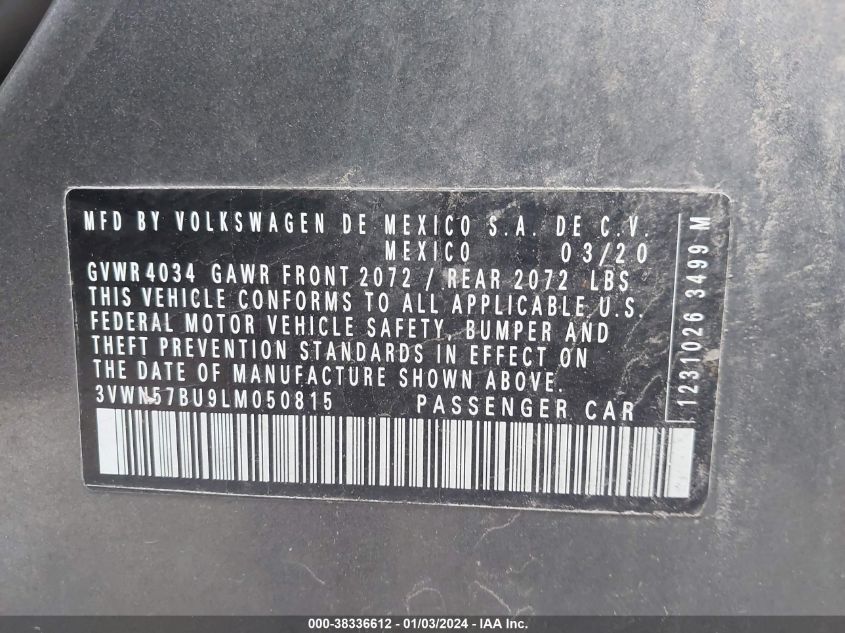 MFD BY VOLKSWAGEN DE MEXICO S.A. DE C.V.
MEXICO 03/20
GVWR 4034 GAWR FRONT 2072 / REAR 2072 LBS
THIS VEHICLE CONFORMS TO ALL APPLICABLE U.S.
FEDERAL MOTOR VEHICLE SAFETY, BUMPER AND
THEFT PREVENTION STANDARDS IN EFFECT ON
THE DATE OF MANUFACTURE SHOWN ABOVE.
3VWN57BU9LM050815 PASSENGER CAR
1231026 3499 M
000-38336612 - 01/03/2024 - © IAA Inc.